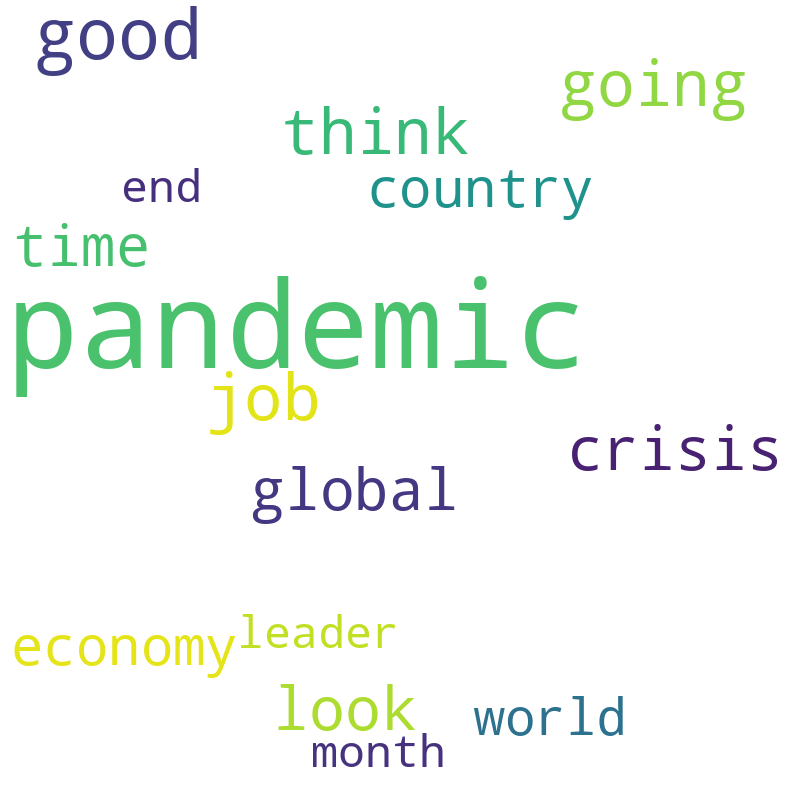 good
going
think
end
country
time
pandemic
job
crisis
global
economy
leader
look
world
month